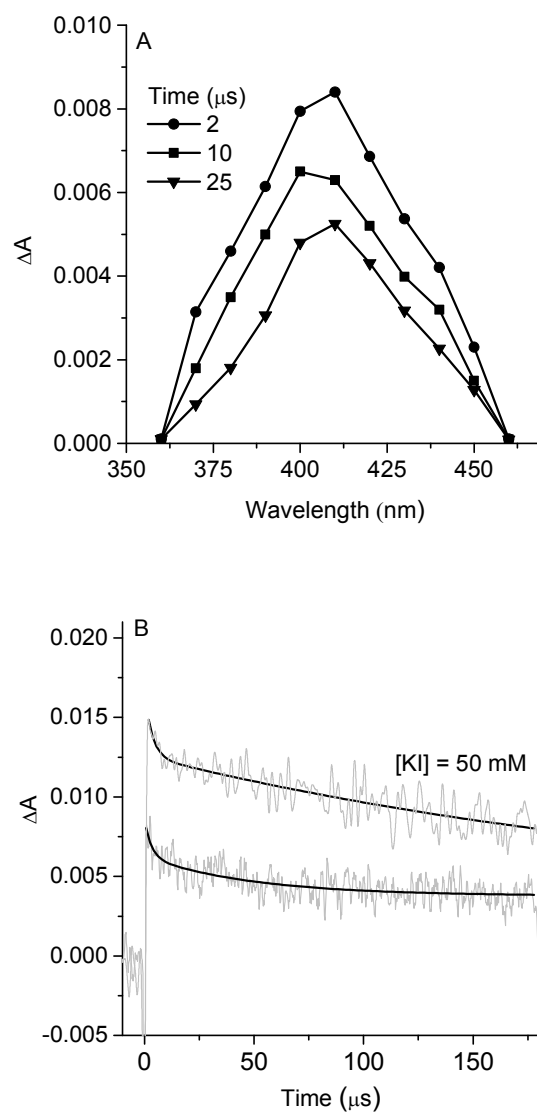 A
0.010
0.008
0.006
0.004
0.002
0.000
ΔA
Time (μs)
2
10
25
350 375 400 425 450
Wavelength (nm)
B
0.020
0.015
0.010
0.005
0.000
-0.005
ΔA
[KI] = 50 mM
0 50 100 150
Time (μs)